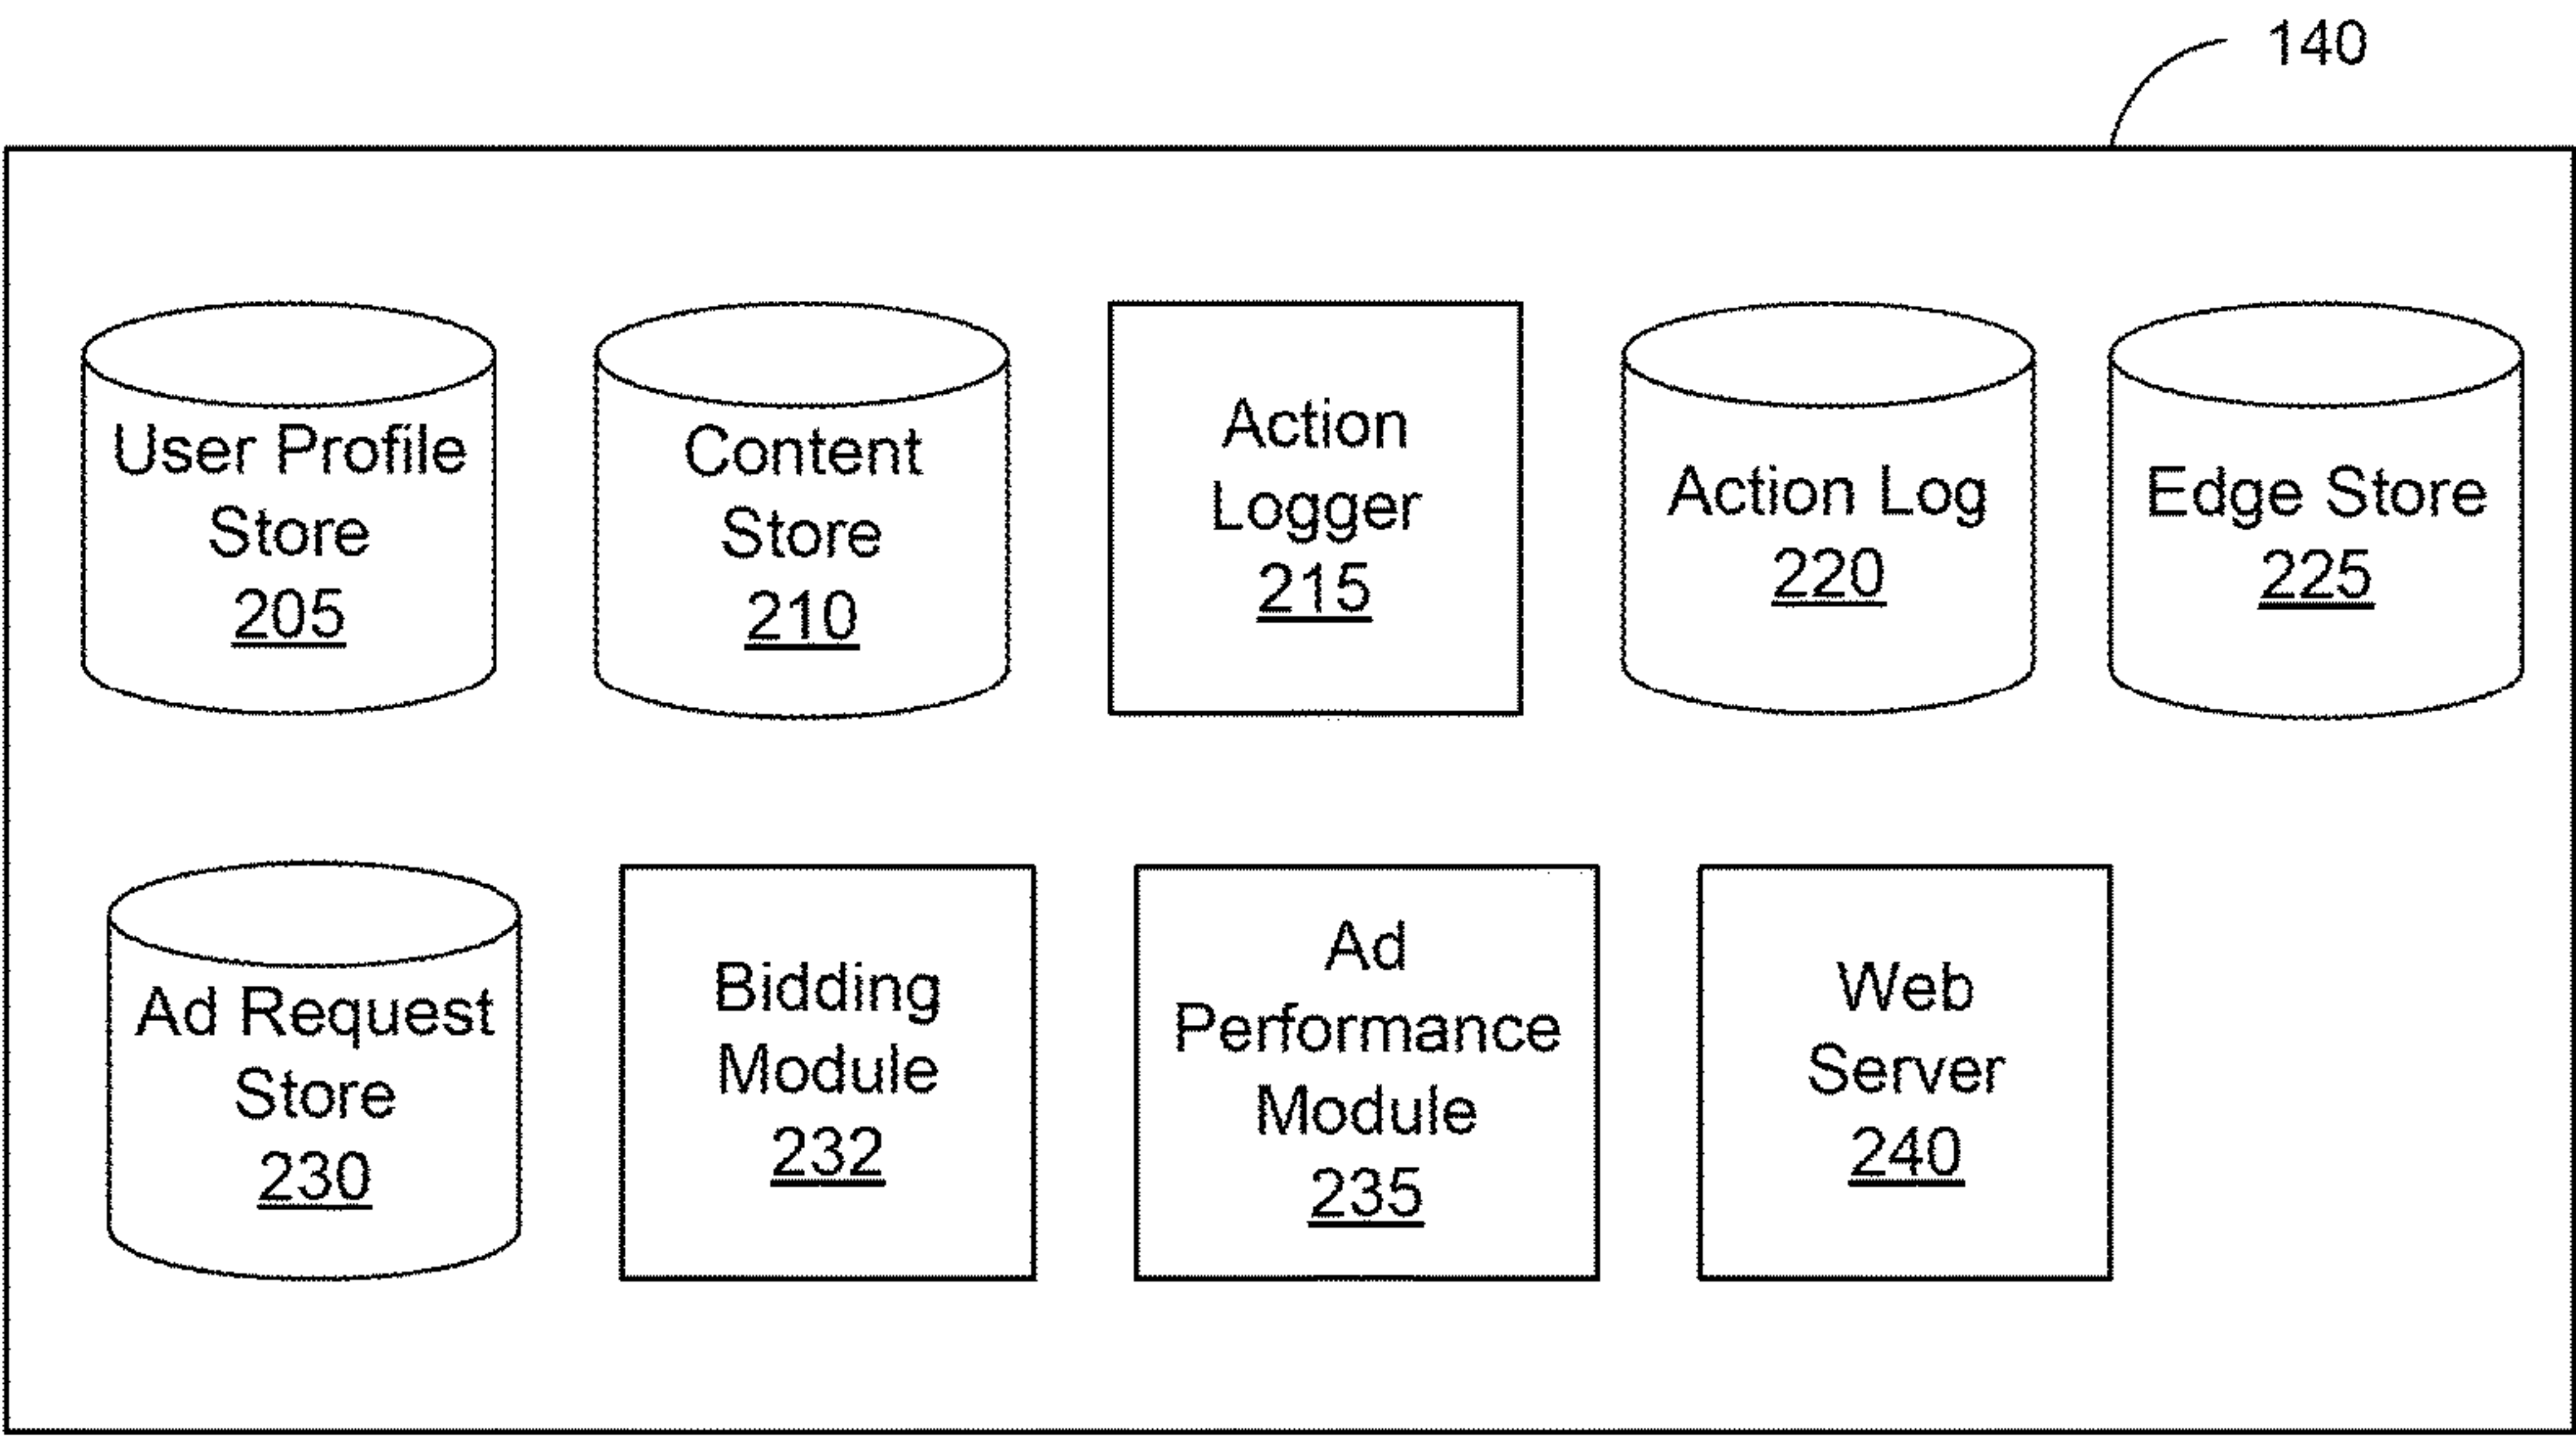 140
User Profile
Store
205
Content
Store
210
Action
Logger
215
Action Log
220
Edge Store
225
Ad Request
Store
230
Bidding
Module
232
Ad
Performance
Module
235
Web
Server
240